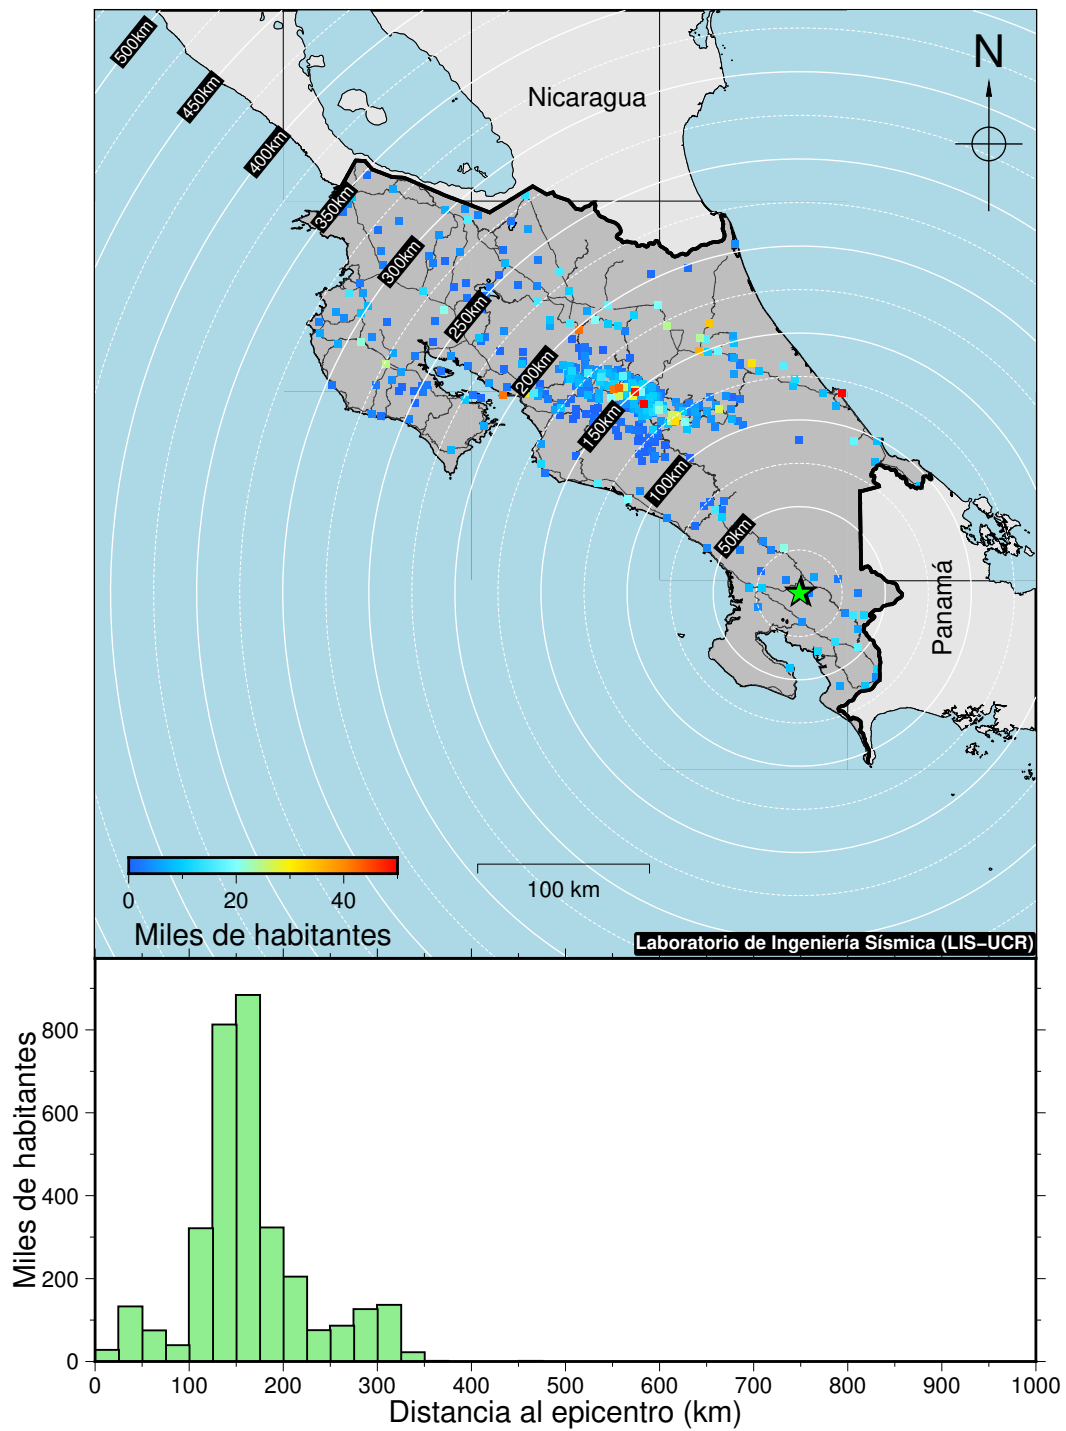 500km
450km
400km
350km
300km
250km
200km
150km
100km
50km
Nicaragua
N
Panamá
0 20 40
Miles de habitantes
100 km
Laboratorio de Ingeniería Sísmica (LIS–UCR)
Miles de habitantes
800
600
400
200
0
0 100 200 300 400 500 600 700 800 900 1000
Distancia al epicentro (km)